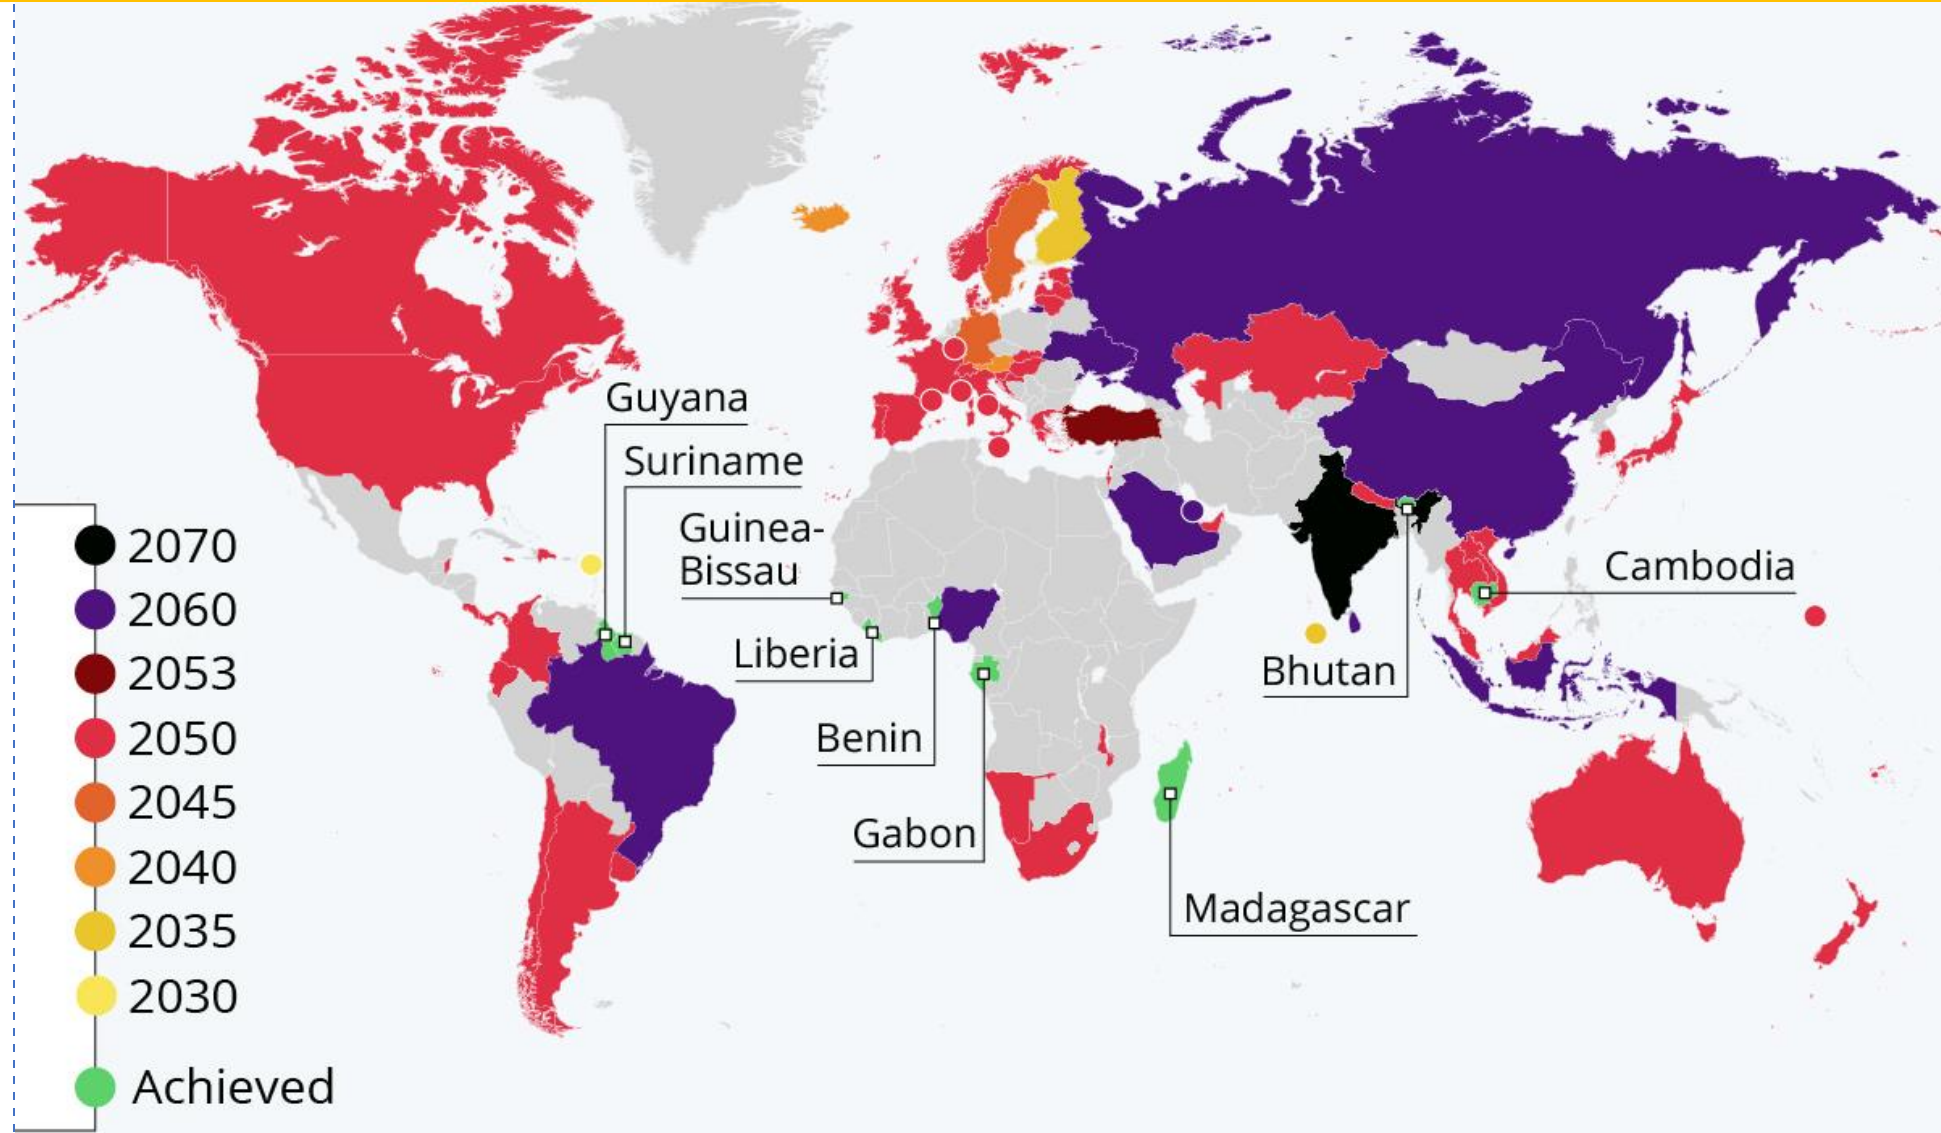 Guyana
Suriname
Guinea-
Bissau
Liberia
Benin
Gabon
Madagascar
Bhutan
Cambodia
2070
2060
2053
2050
2045
2040
2035
2030
Achieved